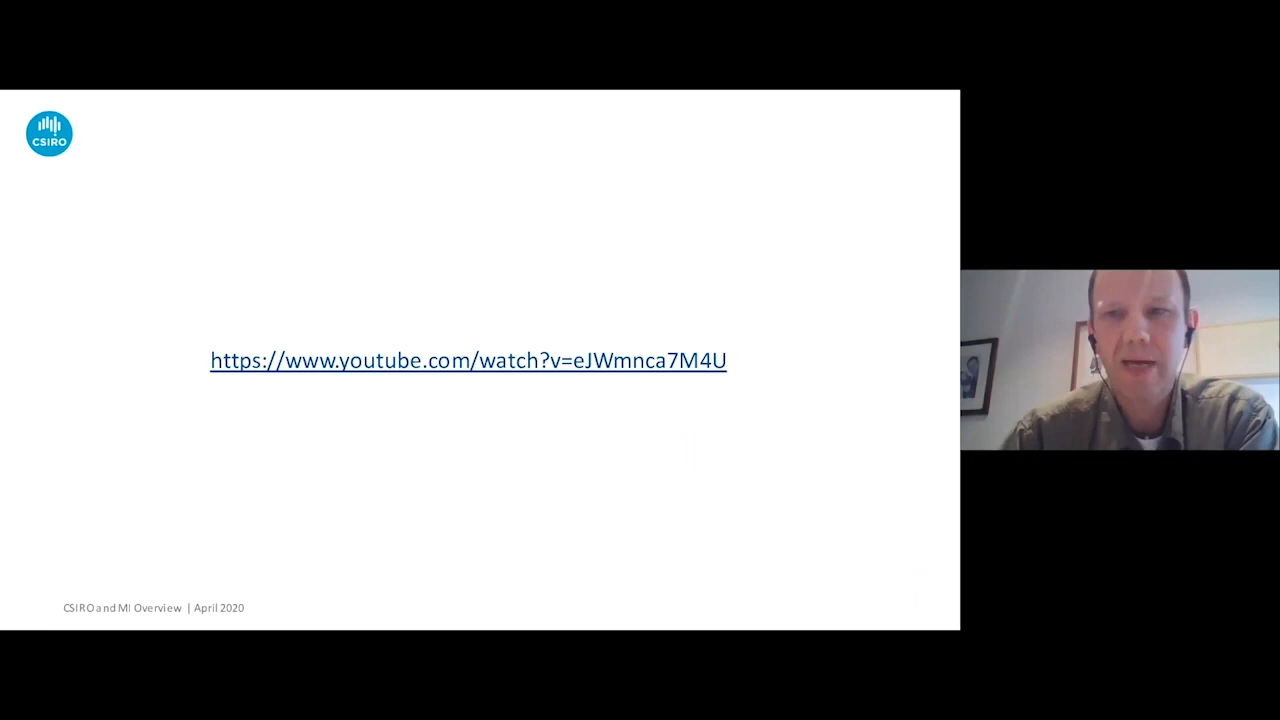 CSIRO
https://www.youtube.com/watch?v=eJWmnca7M4U
CSIRO and MI Overview | April 2020